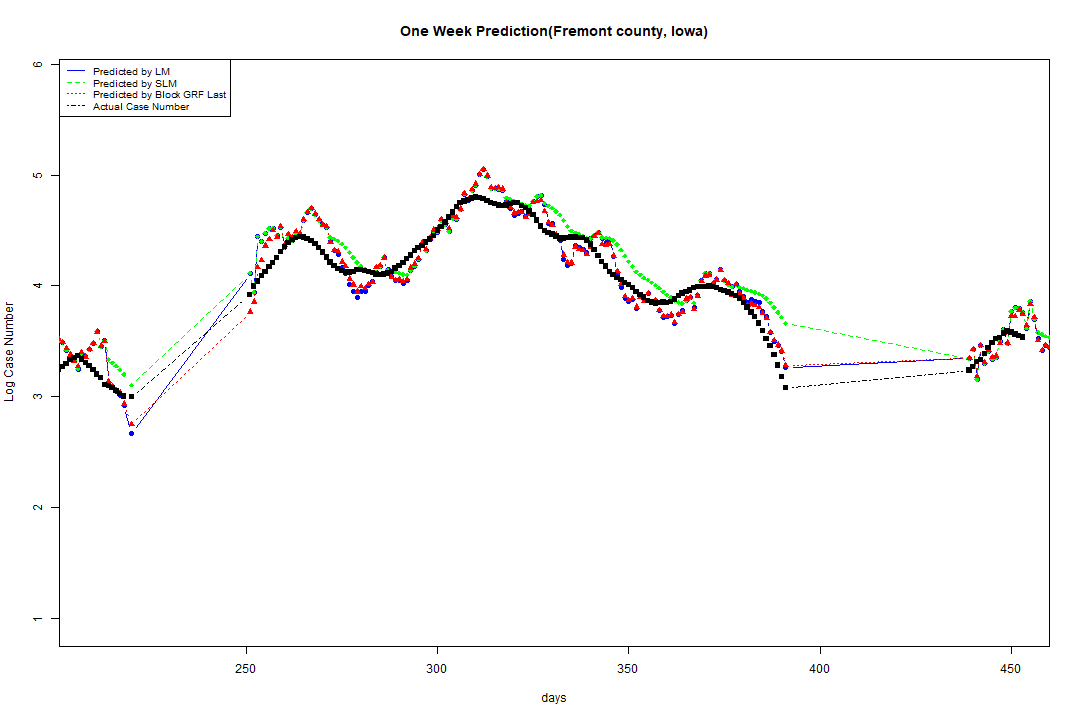 One Week Prediction(Fremont county, Iowa)
Predicted by LM
Predicted by SLM
Predicted by Block GRF Last
Actual Case Number
Log Case Number
6
5
4
3
2
1
250 300 350 400 450
days